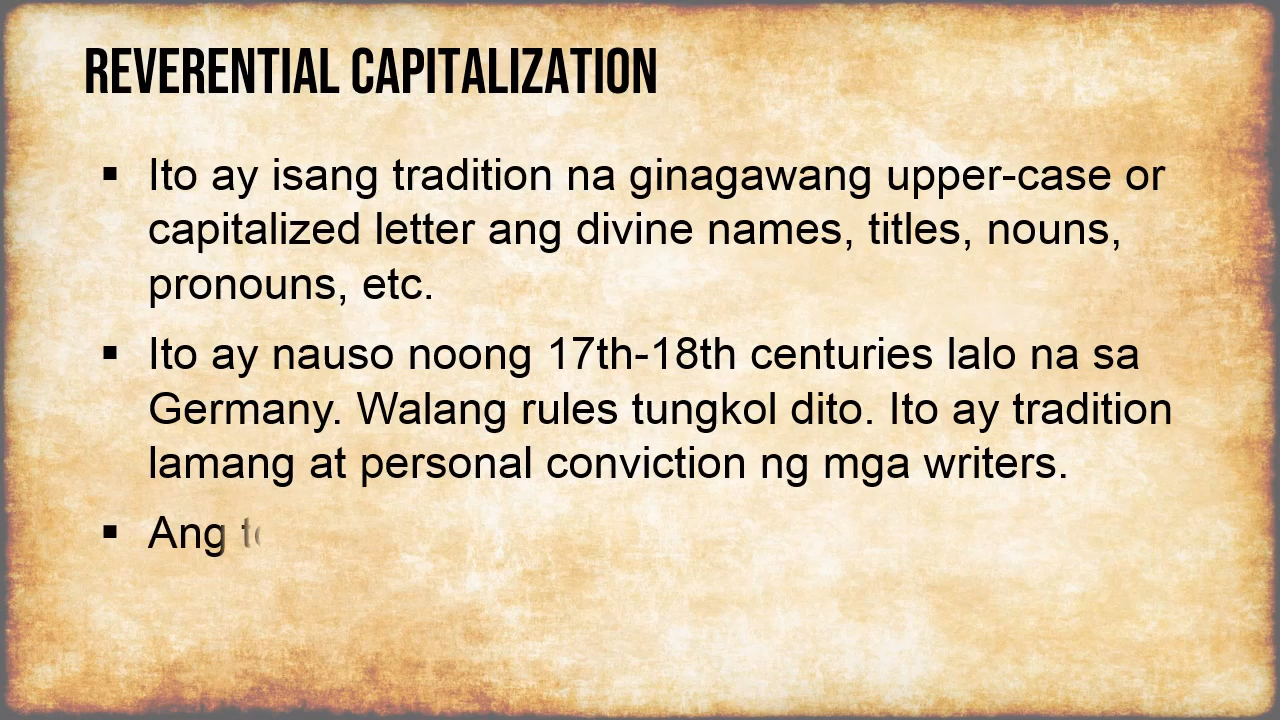 REVERENTIAL CAPITALIZATION
▪ Ito ay isang tradition na ginagawang upper-case or
capitalized letter ang divine names, titles, nouns,
pronouns, etc.
▪ Ito ay nauso noong 17th-18th centuries lalo na sa
Germany. Walang rules tungkol dito. Ito ay tradition
lamang at personal conviction ng mga writers.
▪ Ang